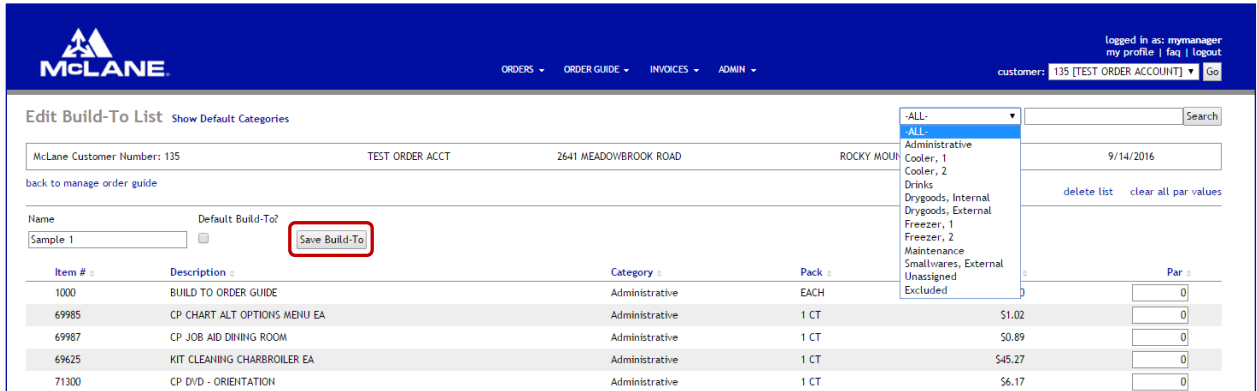 logged in as: mymanager
my profile | faq | logout
McLANE.
ORDERS ORDER GUIDE INVOICES ADMIN
customer: 135 [TEST ORDER ACCOUNT] Go
Edit Build-To List Show Default Categories
-ALL- Search
-ALL-
Administrative
Cooler, 1
Cooler, 2
Drinks
Drygoods, Internal
Drygoods, External
Freezer, 1
Freezer, 2
Maintenance
Smallwares, External
Unassigned
Excluded
McLane Customer Number: 135 TEST ORDER ACCT 2641 MEADOWBROOK ROAD ROCKY MOUN 9/14/2016
back to manage order guide
delete list clear all par values
Name Default Build-To?
Sample 1 Save Build-To
Item # Description Category Pack Par
1000 BUILD TO ORDER GUIDE Administrative EACH 0
69985 CP CHART ALT OPTIONS MENU EA Administrative 1 CT $1.02 0
69987 CP JOB AID DINING ROOM Administrative 1 CT $0.89 0
69625 KIT CLEANING CHARBROILER EA Administrative 1 CT $45.27 0
71300 CP DVD - ORIENTATION Administrative 1 CT $6.17 0